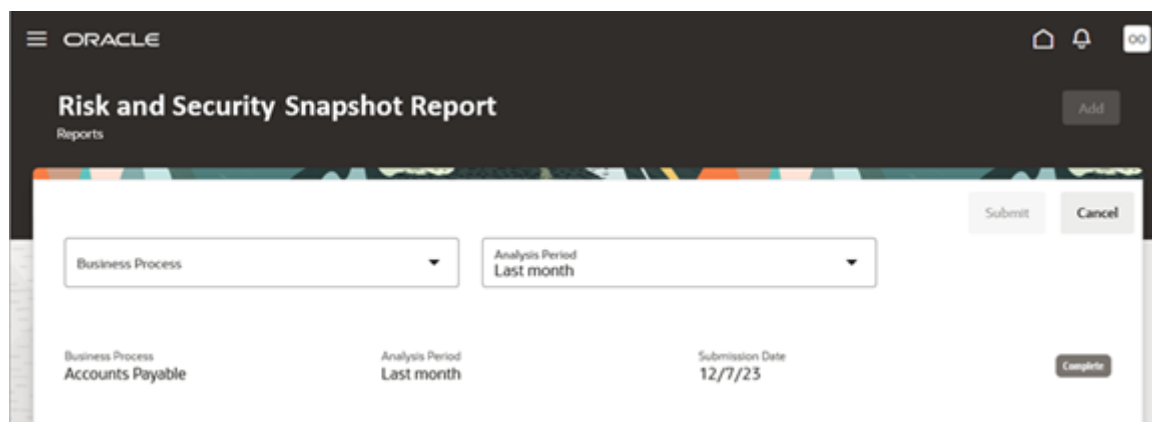 ORACLE
OO
Risk and Security Snapshot Report
Add
Reports
Submit Cancel
Business Process
Analysis Period
Last month
Business Process Analysis Period Submission Date
Accounts Payable Last month 12/7/23
Complete